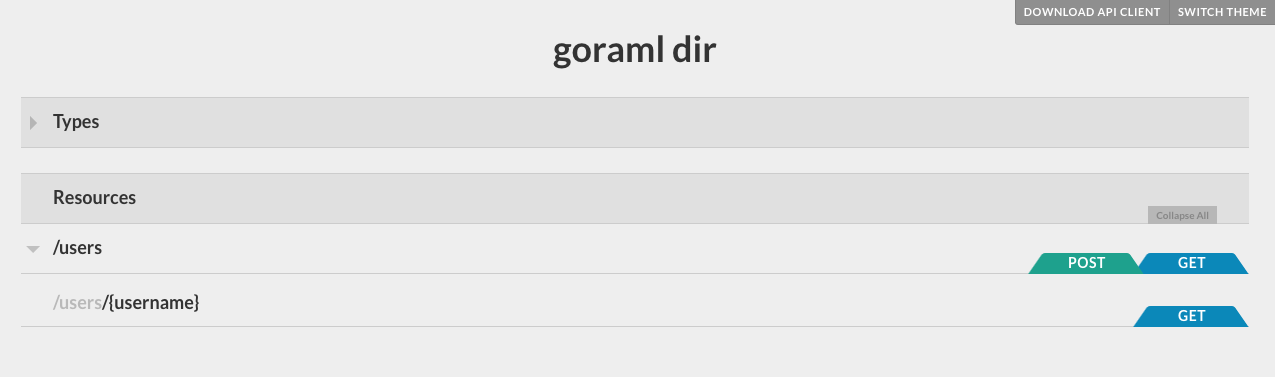 DOWNLOAD API CLIENT SWITCH THEME
goraml dir
Types
Resources
Collapse All
/users
POST GET
/users/{username}
GET